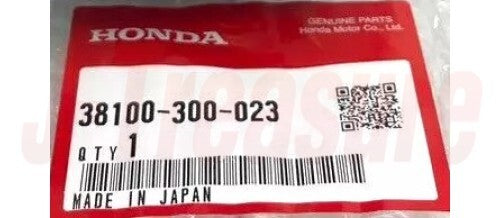 HONDA
GENUINE PARTS
Honda Motor Co., Ltd.
38100-300-023
QTY 1
MADE IN JAPAN